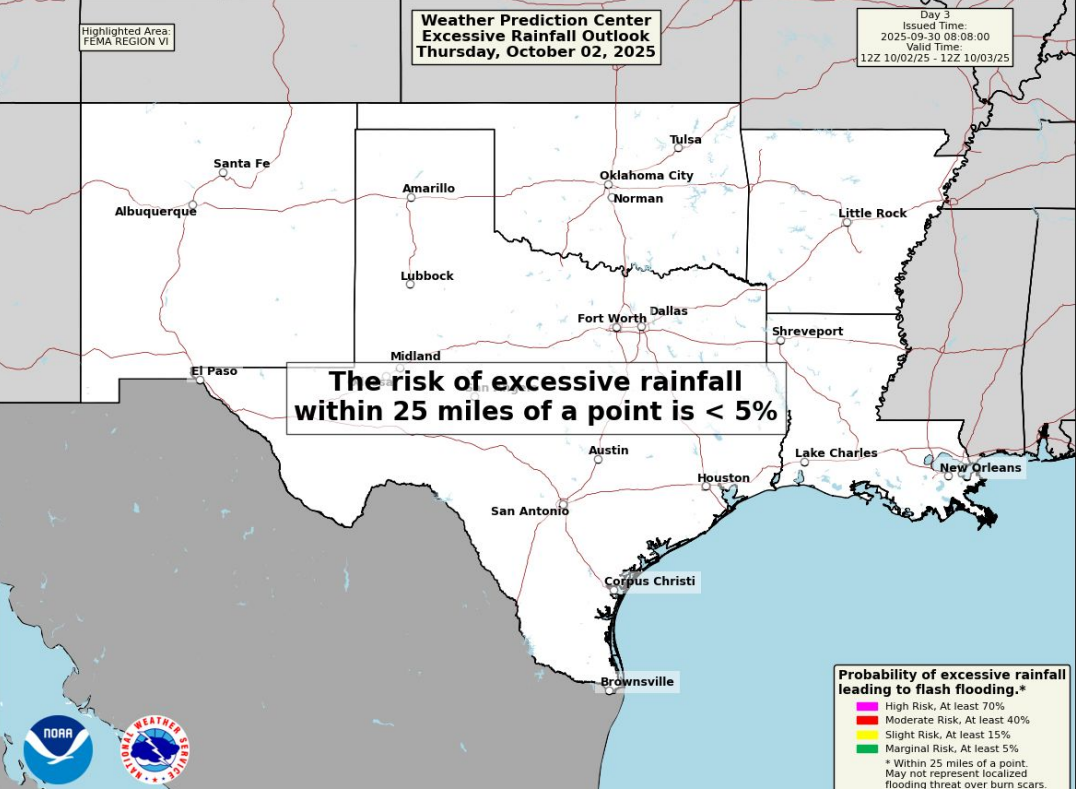 Highlighted Area:
FEMA REGION VI
Weather Prediction Center
Excessive Rainfall Outlook
Thursday, October 02, 2025
Day 3
Issued Time:
2025-09-30 08:08:00
Valid Time:
12Z 10/02/25 - 12Z 10/03/25
Tulsa
Santa Fe
Oklahoma City
Amarillo
Norman
Albuquerque
Little Rock
Lubbock
Dallas
Fort Worth
Shreveport
Midland
El Paso
The risk of excessive rainfall
within 25 miles of a point is < 5%
Austin
Lake Charles
New Orleans
Houston
San Antonio
Corpus Christi
Brownsville
Probability of excessive rainfall
leading to flash flooding.*
High Risk, At least 70%
Moderate Risk, At least 40%
Slight Risk, At least 15%
Marginal Risk, At least 5%
* Within 25 miles of a point.
May not represent localized
flooding threat over burn scars.
NOAA
NATIONAL WEATHER SERVICE